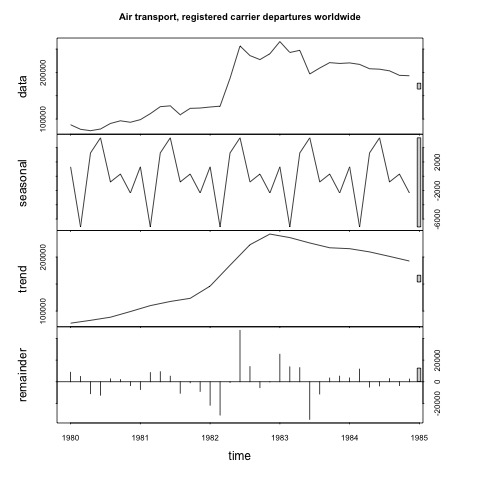 Air transport, registered carrier departures worldwide
data
100000 200000
seasonal
-6000 -2000 2000
trend
100000 200000
remainder
-20000 0 20000
1980 1981 1982 1983 1984 1985
time